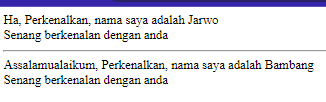 Ha, Perkenalkan, nama saya adalah Jarwo
Senang berkenalan dengan anda
Assalamualaikum, Perkenalkan, nama saya adalah Bambang
Senang berkenalan dengan anda